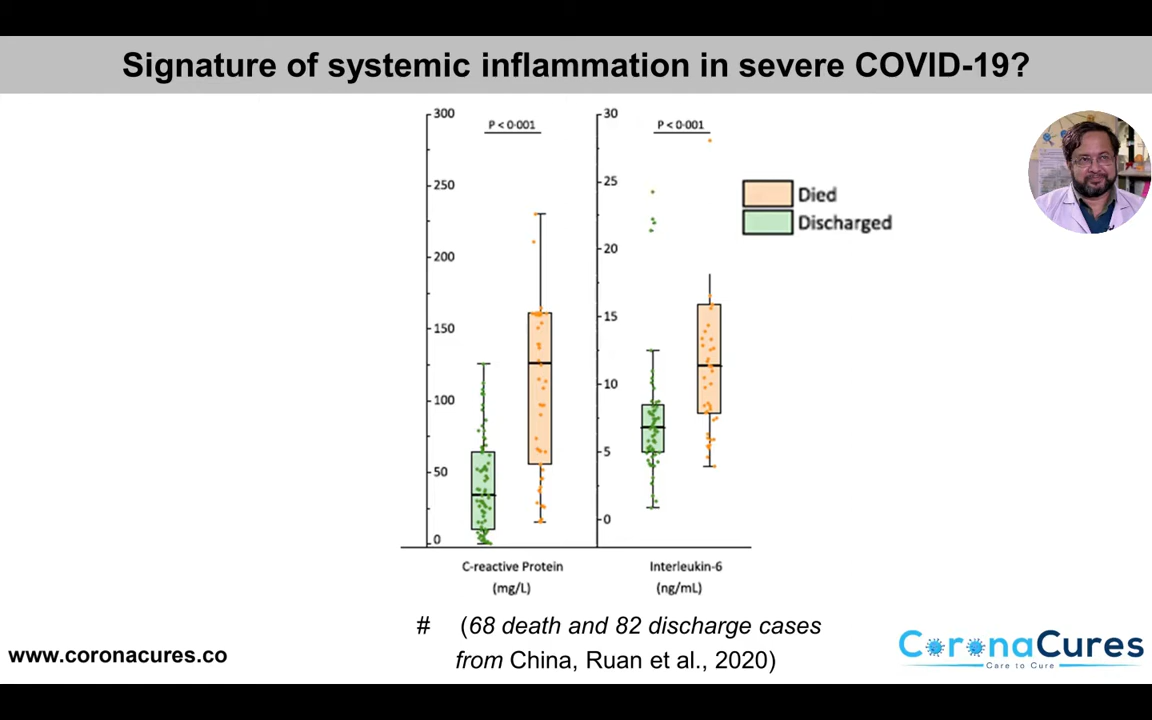 Signature of systemic inflammation in severe COVID-19?
300
250
200
150
100
50
0
P < 0·001
30
25
20
15
10
5
0
P < 0·001
Died
Discharged
C-reactive Protein
(mg/L)
Interleukin-6
(ng/mL)
# (68 death and 82 discharge cases
from China, Ruan et al., 2020)
www.coronacures.co
CoronaCures
Care to Cure